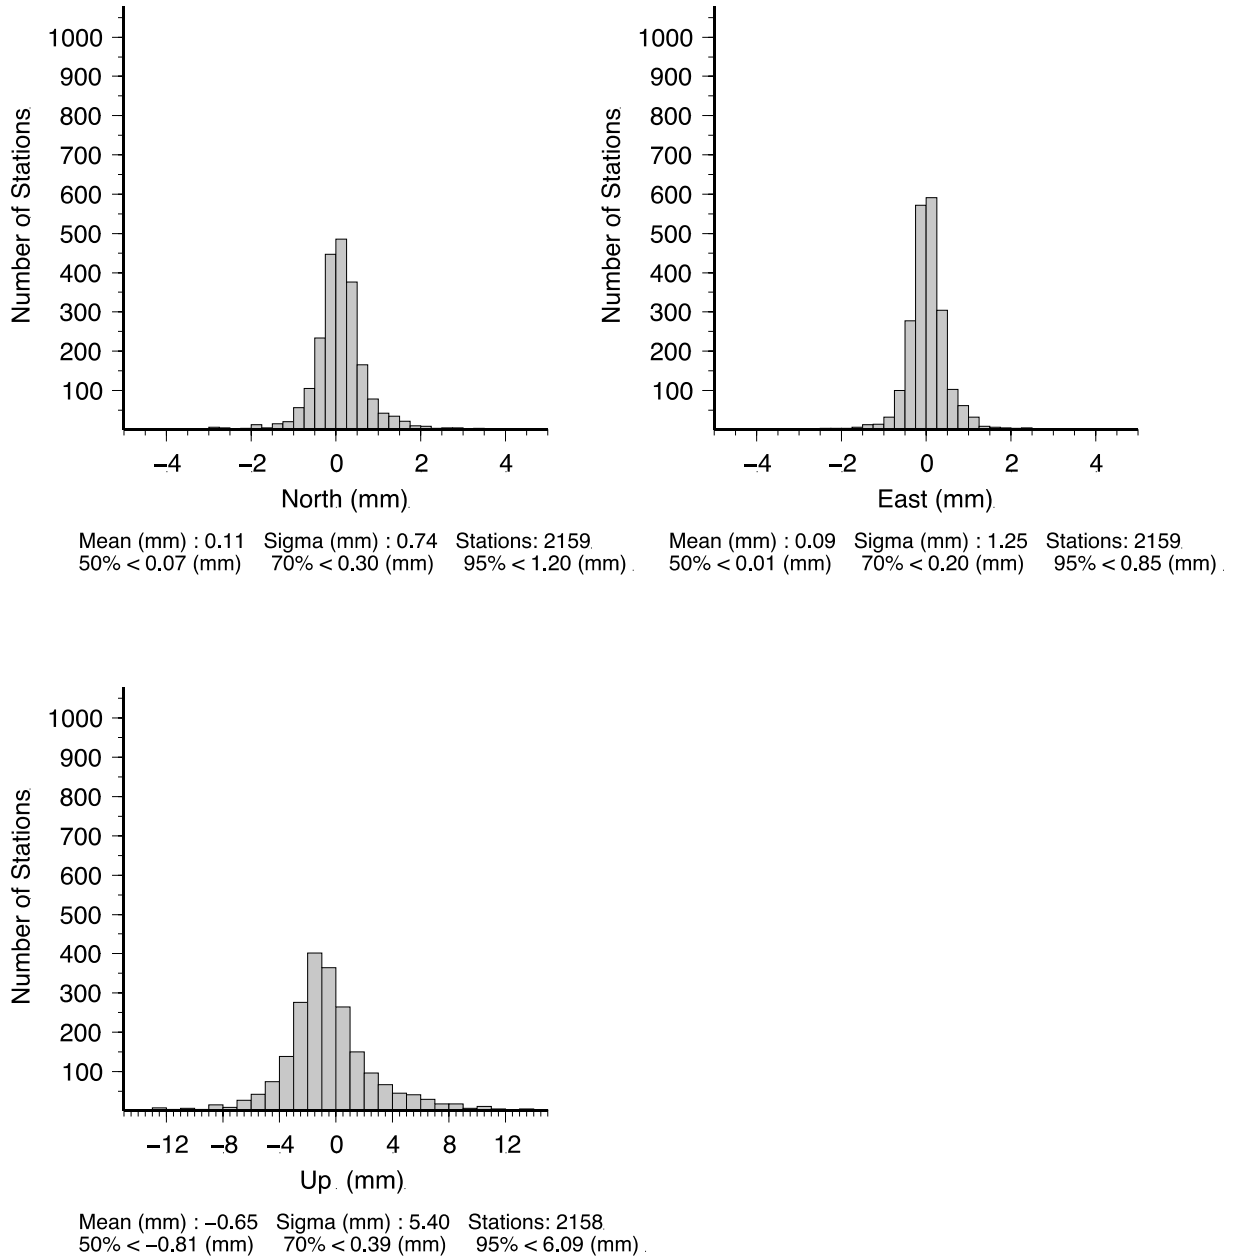 1000
900
800
700
600
500
400
300
200
100
Number of Stations
−4 −2 0 2 4
North (mm)
Mean (mm) : 0.11 Sigma (mm) : 0.74 Stations: 2159
50% < 0.07 (mm) 70% < 0.30 (mm) 95% < 1.20 (mm)
1000
900
800
700
600
500
400
300
200
100
Number of Stations
−4 −2 0 2 4
East (mm)
Mean (mm) : 0.09 Sigma (mm) : 1.25 Stations: 2159
50% < 0.01 (mm) 70% < 0.20 (mm) 95% < 0.85 (mm)
1000
900
800
700
600
500
400
300
200
100
Number of Stations
−12 −8 −4 0 4 8 12
Up (mm)
Mean (mm) : −0.65 Sigma (mm) : 5.40 Stations: 2158
50% < −0.81 (mm) 70% < 0.39 (mm) 95% < 6.09 (mm)